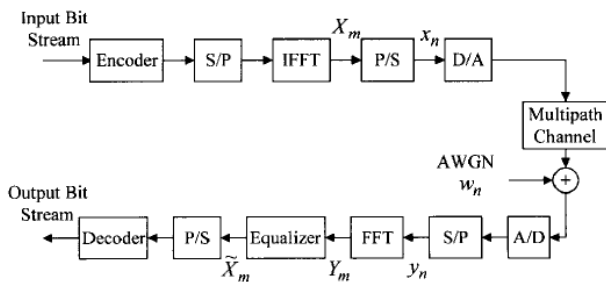 Input Bit
Stream
Encoder
S/P
IFFT
X_m
P/S
x_n
D/A
Multipath
Channel
AWGN
w_n
+
Output Bit
Stream
Decoder
P/S
X̃_m
Equalizer
Y_m
FFT
y_n
S/P
A/D